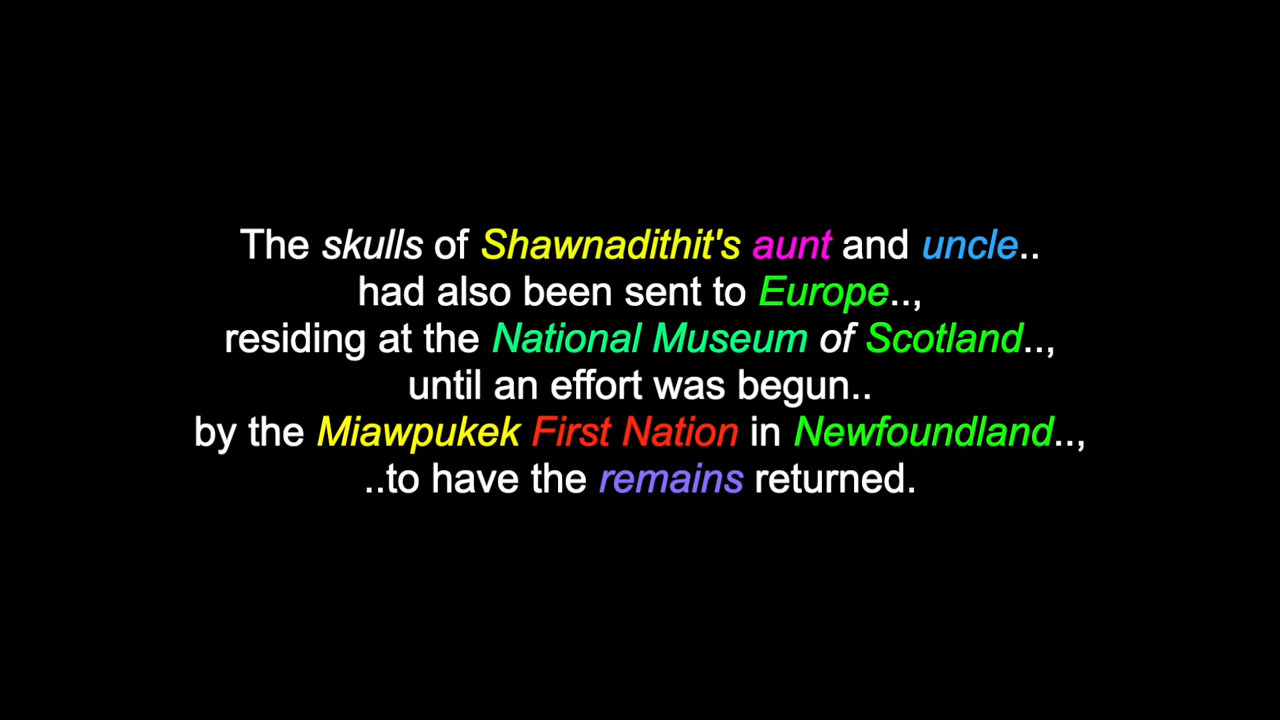 The skulls of Shawnadithit's aunt and uncle..
had also been sent to Europe..,
residing at the National Museum of Scotland..,
until an effort was begun..
by the Miawpukek First Nation in Newfoundland..,
..to have the remains returned.